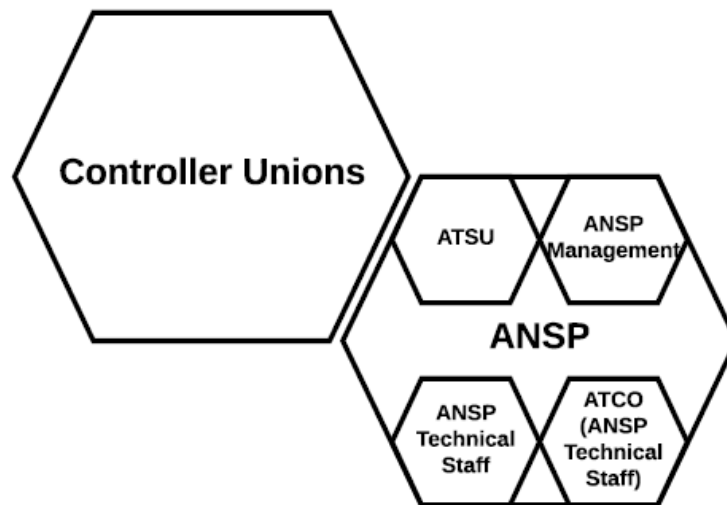 Controller Unions
ATSU
ANSP
Management
ANSP
ANSP
Technical
Staff
ATCO
(ANSP
Technical
Staff)